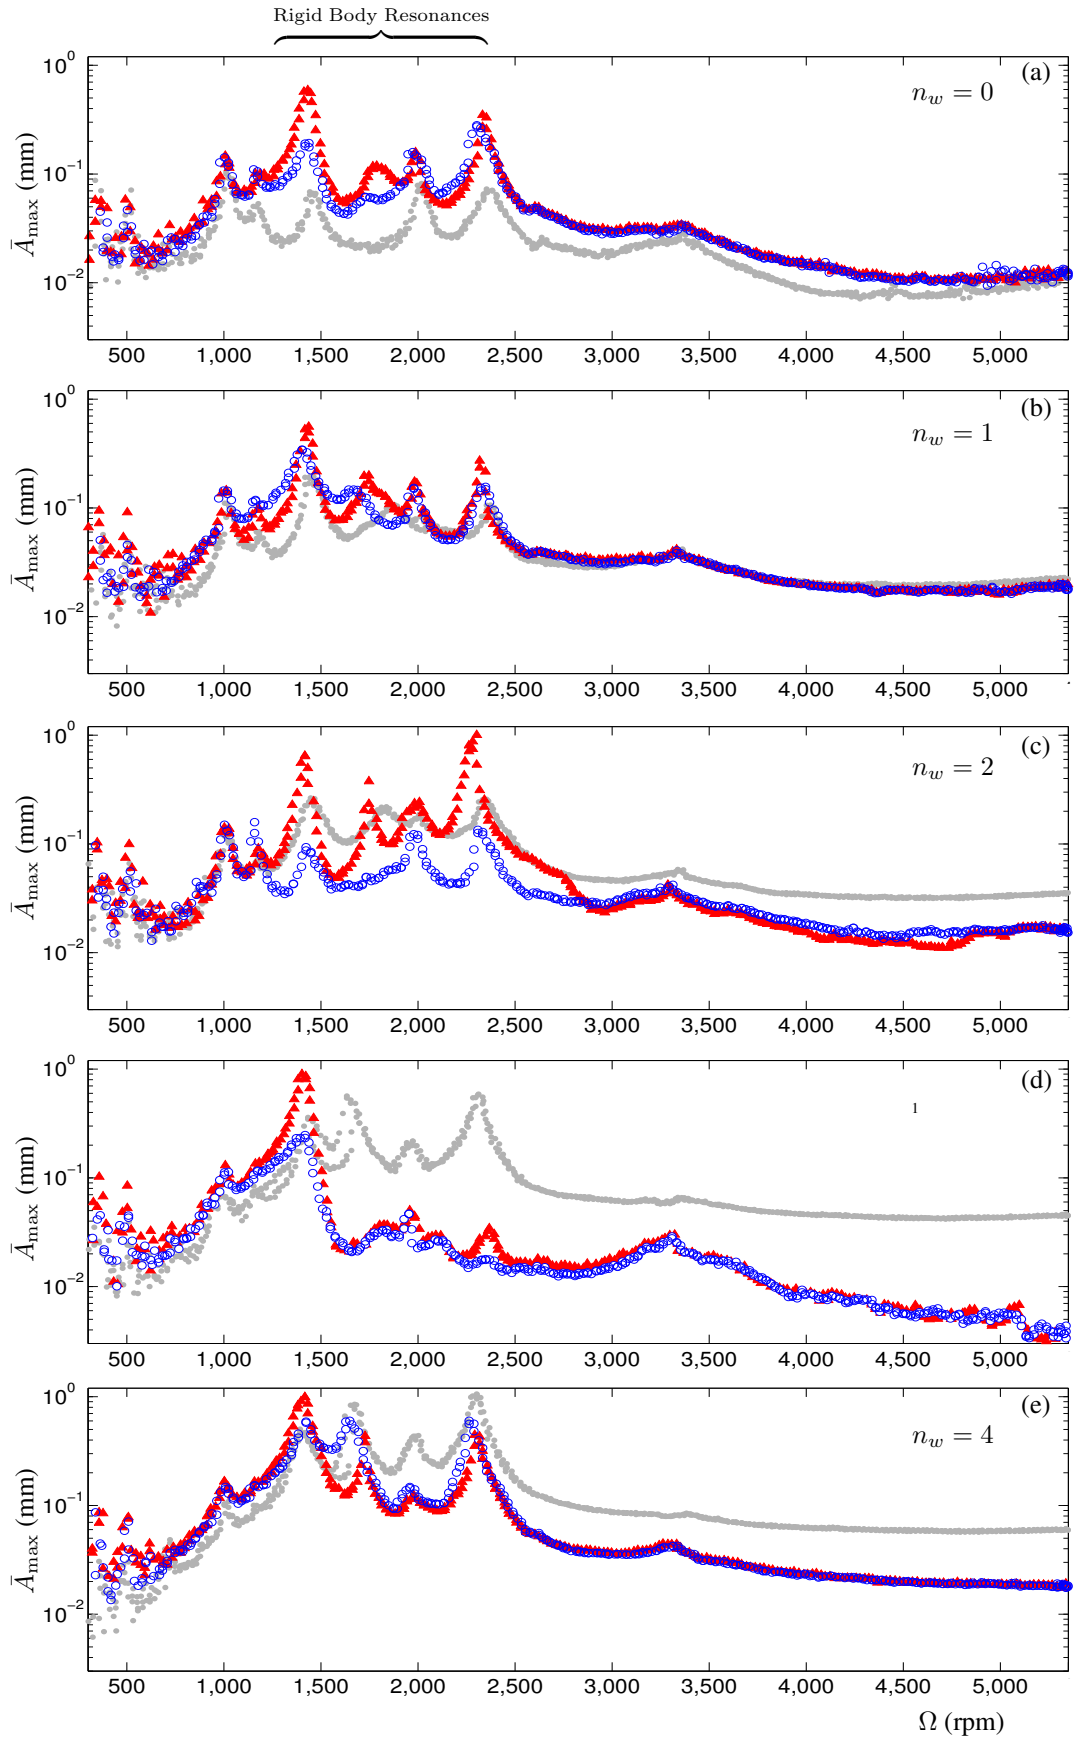 Rigid Body Resonances
(a)
n_w = 0
Ā_max (mm)
10^0
10^-1
10^-2
500 1,000 1,500 2,000 2,500 3,000 3,500 4,000 4,500 5,000
(b)
n_w = 1
Ā_max (mm)
10^0
10^-1
10^-2
500 1,000 1,500 2,000 2,500 3,000 3,500 4,000 4,500 5,000
(c)
n_w = 2
Ā_max (mm)
10^0
10^-1
10^-2
500 1,000 1,500 2,000 2,500 3,000 3,500 4,000 4,500 5,000
(d)
1
Ā_max (mm)
10^0
10^-1
10^-2
500 1,000 1,500 2,000 2,500 3,000 3,500 4,000 4,500 5,000
(e)
n_w = 4
Ā_max (mm)
10^0
10^-1
10^-2
500 1,000 1,500 2,000 2,500 3,000 3,500 4,000 4,500 5,000
Ω (rpm)